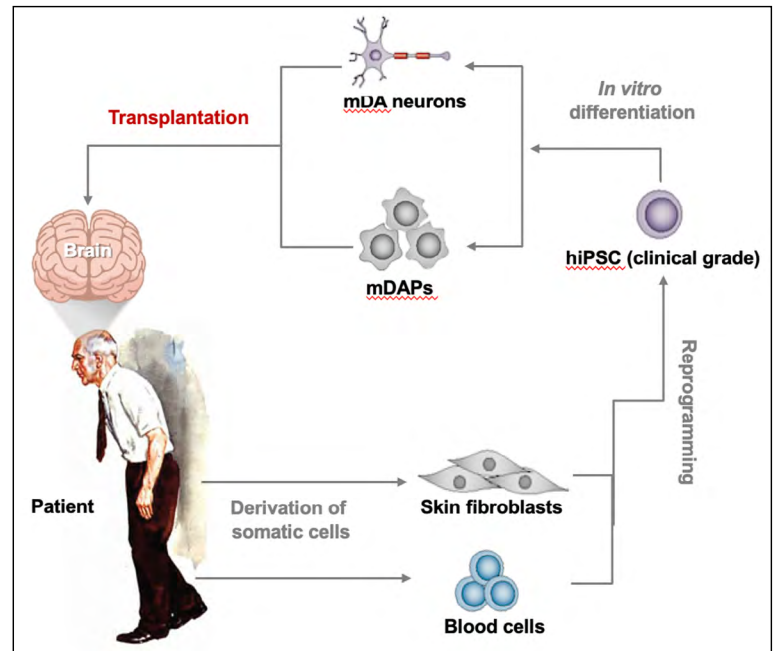 mDA neurons
In vitro
differentiation
Transplantation
Brain
hiPSC (clinical grade)
mDAPs
Reprogramming
Patient
Derivation of
somatic cells
Skin fibroblasts
Blood cells